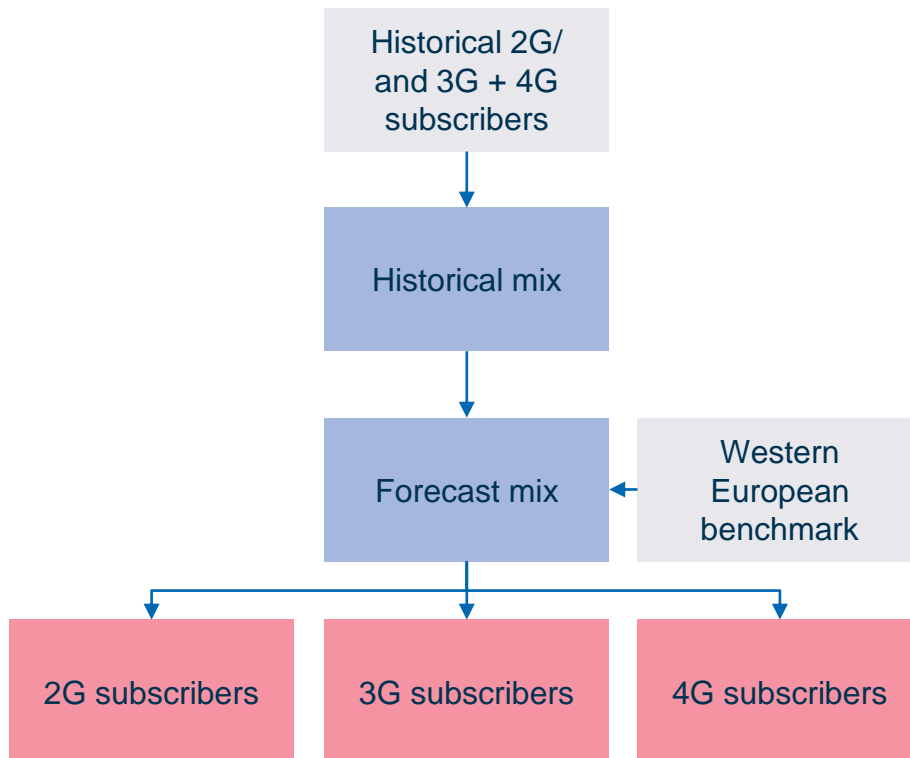 Historical 2G/
and 3G + 4G
subscribers
Historical mix
Forecast mix
Western
European
benchmark
2G subscribers
3G subscribers
4G subscribers